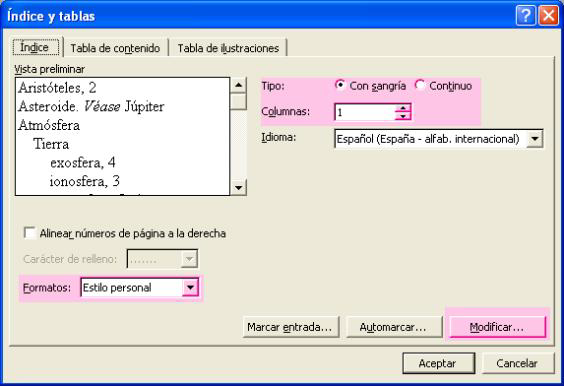 Índice y tablas
Índice
Tabla de contenido
Tabla de ilustraciones
Vista preliminar
Aristóteles, 2
Asteroide. Véase Júpiter
Atmósfera
Tierra
exosfera, 4
ionosfera, 3
Tipo:
Con sangría
Continuo
Columnas:
1
Idioma:
Español (España - alfab. internacional)
Alinear números de página a la derecha
Carácter de relleno:
.......
Formatos:
Estilo personal
Marcar entrada...
Automarcar...
Modificar...
Aceptar
Cancelar